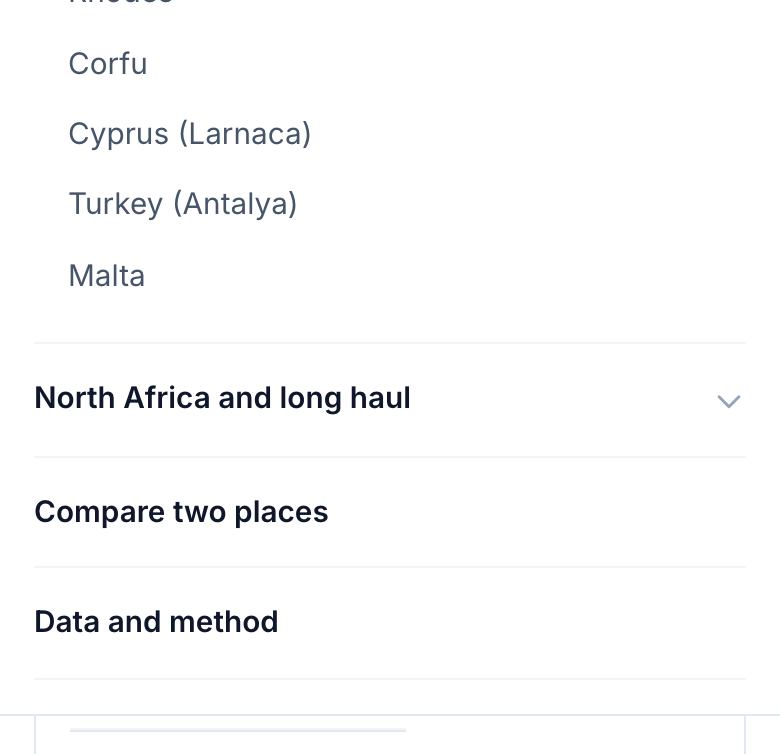 Corfu
Cyprus (Larnaca)
Turkey (Antalya)
Malta
North Africa and long haul
Compare two places
Data and method